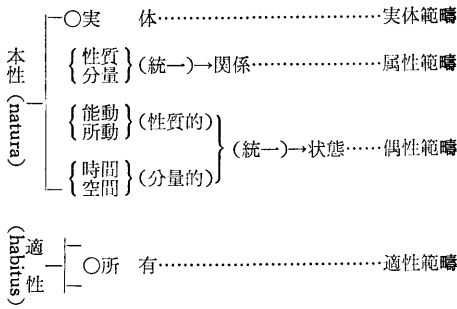 本性(natura)
○実 体……………………………実体範疇
性質
分量
(統一)→関係………………属性範疇
能動
所動
(性質的)
(統一)→状態……偶性範疇
時間
空間
(分量的)
適性(habitus)
○所 有……………………………適性範疇